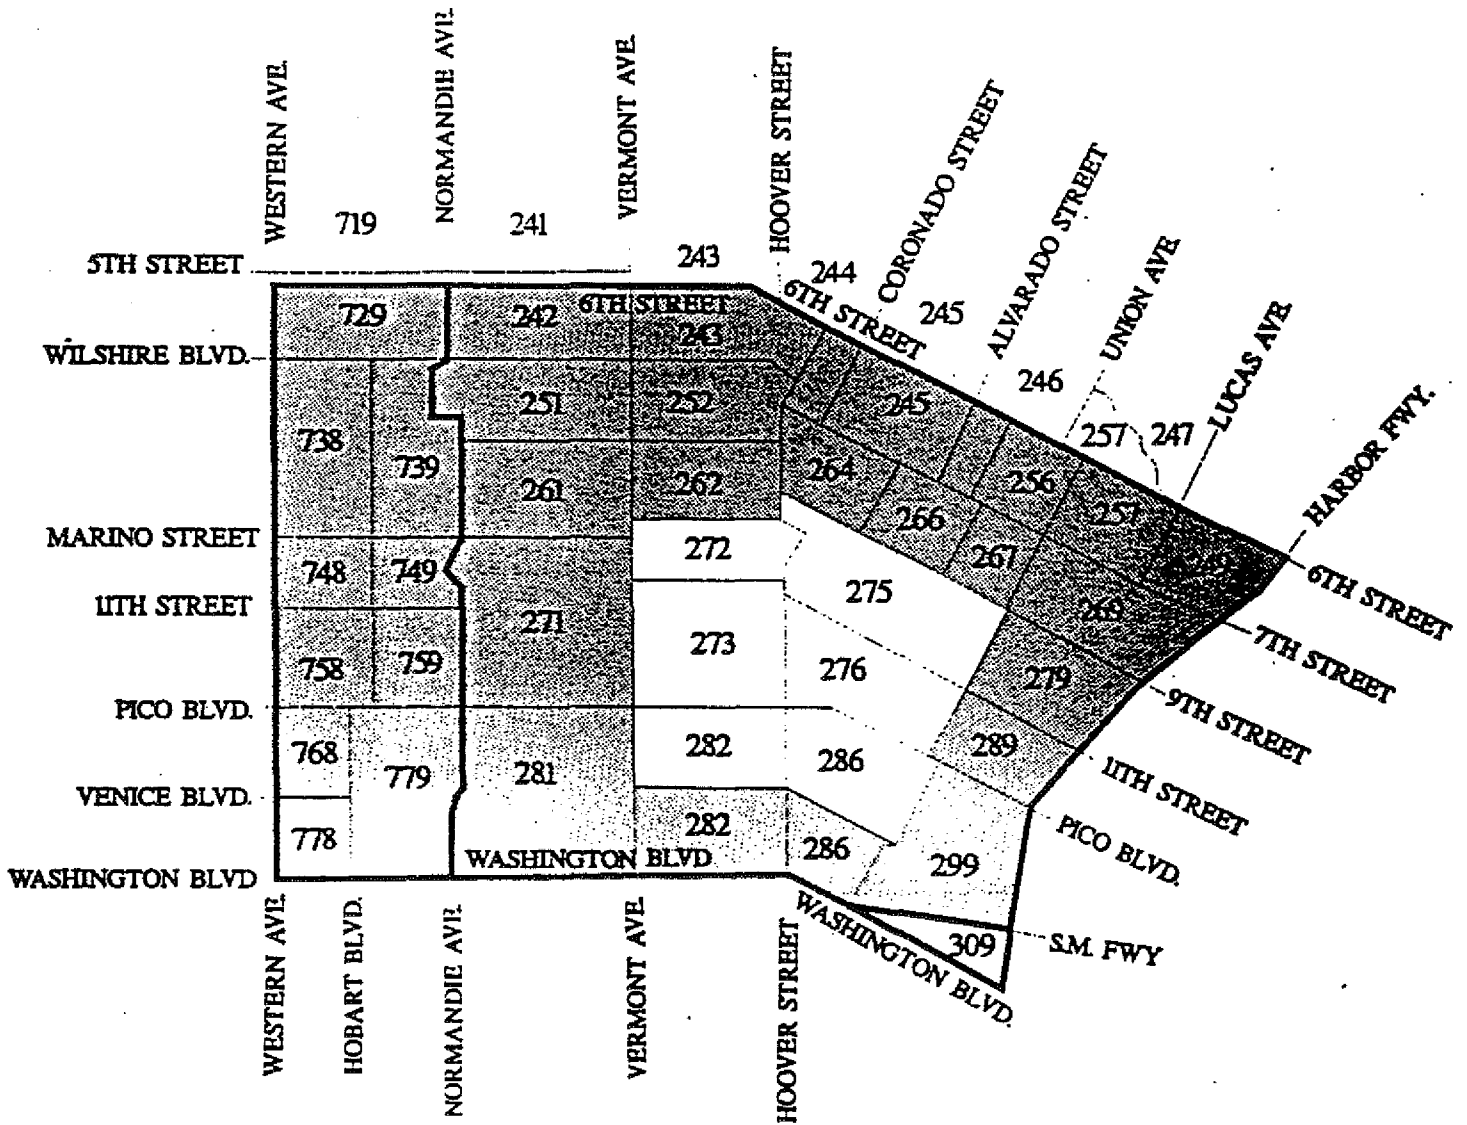 WESTERN AVE.
NORMANDIE AVE.
VERMONT AVE.
HOOVER STREET
CORONADO STREET
ALVARADO STREET
UNION AVE.
LUCAS AVE.
HARBOR FWY.
719
241
243
244
245
246
257
247
5TH STREET
6TH STREET
6TH STREET
729
242
243
WILSHIRE BLVD.
738
739
251
252
245
261
262
264
266
256
257
267
269
MARINO STREET
748
749
272
275
6TH STREET
11TH STREET
271
273
276
279
7TH STREET
758
759
9TH STREET
PICO BLVD.
768
779
281
282
286
289
11TH STREET
VENICE BLVD.
778
282
286
299
PICO BLVD.
WASHINGTON BLVD
WASHINGTON BLVD
309
S.M. FWY
WASHINGTON BLVD.
WESTERN AVE.
HOBART BLVD.
NORMANDIE AVE.
VERMONT AVE.
HOOVER STREET